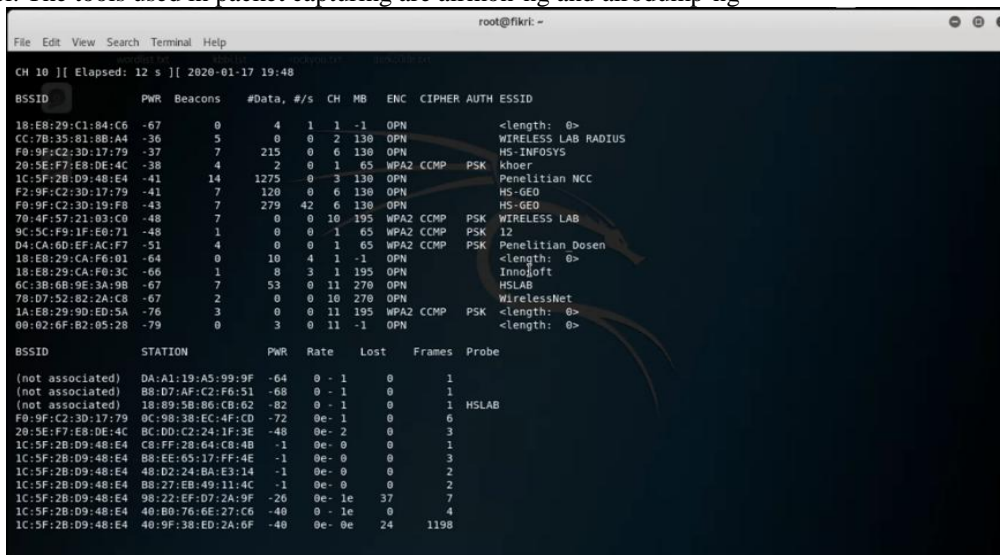 The tools used in packet capturing are airmon-ng and airodump-ng
root@fikri: ~
File Edit View Search Terminal Help
CH 10 ][ Elapsed: 12 s ][ 2020-01-17 19:48
BSSID PWR Beacons #Data, #/s CH MB ENC CIPHER AUTH ESSID
18:E8:29:C1:84:C6 -67 0 4 1 1 -1 OPN <length: 0>
CC:7B:35:81:8B:A4 -36 5 0 0 2 130 OPN WIRELESS LAB RADIUS
F0:9F:C2:3D:17:79 -37 7 215 0 6 130 OPN HS-INFOSYS
20:5E:F7:E8:DE:4C -38 4 2 0 1 65 WPA2 CCMP PSK khoer
1C:5F:2B:D9:48:E4 -41 14 1275 0 3 130 OPN Penelitian NCC
F2:9F:C2:3D:17:79 -41 7 120 0 6 130 OPN HS-GEO
F0:9F:C2:3D:19:F8 -43 7 279 42 6 130 OPN HS-GEO
70:4F:57:21:03:C0 -48 7 0 0 10 195 WPA2 CCMP PSK WIRELESS LAB
9C:5C:F9:1F:E0:71 -48 1 0 0 1 65 WPA2 CCMP PSK 12
D4:CA:6D:EF:AC:F7 -51 4 0 0 1 65 WPA2 CCMP PSK Penelitian_Dosen
18:E8:29:CA:F6:01 -64 0 10 4 1 -1 OPN <length: 0>
18:E8:29:CA:F0:3C -66 1 8 3 1 195 OPN Innosoft
6C:3B:6B:9E:3A:9B -67 7 53 0 11 270 OPN HSLAB
78:D7:52:82:2A:C8 -67 2 0 0 10 270 OPN WirelessNet
1A:E8:29:9D:ED:5A -76 3 0 0 11 195 WPA2 CCMP PSK <length: 0>
00:02:6F:B2:05:28 -79 0 3 0 11 -1 OPN <length: 0>
BSSID STATION PWR Rate Lost Frames Probe
(not associated) DA:A1:19:A5:99:9F -64 0 - 1 0 1
(not associated) B8:D7:AF:C2:F6:51 -68 0 - 1 0 1
(not associated) 18:89:5B:86:CB:62 -82 0 - 1 0 1 HSLAB
F0:9F:C2:3D:17:79 0C:98:38:EC:4F:CD -72 0e- 1 0 6
20:5E:F7:E8:DE:4C BC:DD:C2:24:1F:3E -48 0e- 2 0 3
1C:5F:2B:D9:48:E4 C8:FF:28:64:C8:4B -1 0e- 0 0 1
1C:5F:2B:D9:48:E4 B8:EE:65:17:FF:4E -1 0e- 0 0 3
1C:5F:2B:D9:48:E4 48:D2:24:BA:E3:14 -1 0e- 0 0 2
1C:5F:2B:D9:48:E4 B8:27:EB:49:11:4C -1 0e- 0 0 2
1C:5F:2B:D9:48:E4 98:22:EF:D7:2A:9F -26 0e- 1e 37 7
1C:5F:2B:D9:48:E4 40:B0:76:6E:27:C6 -40 0 - 1e 0 4
1C:5F:2B:D9:48:E4 40:9F:38:ED:2A:6F -40 0e- 0e 24 1198